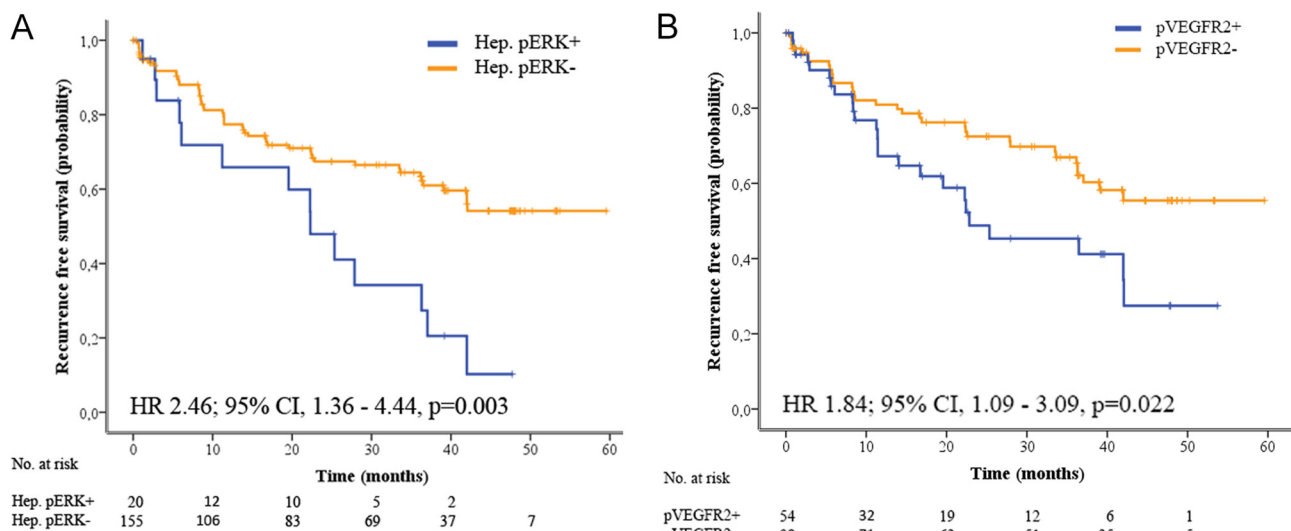 A
Hep. pERK+
Hep. pERK-
Recurrence free survival (probability)
1,0
0,8
0,6
0,4
0,2
0,0
HR 2.46; 95% CI, 1.36 - 4.44, p=0.003
0 10 20 30 40 50 60
Time (months)
No. at risk
Hep. pERK+ 20 12 10 5 2
Hep. pERK- 155 106 83 69 37 7
B
pVEGFR2+
pVEGFR2-
Recurrence free survival (probability)
1,0
0,8
0,6
0,4
0,2
0,0
HR 1.84; 95% CI, 1.09 - 3.09, p=0.022
0 10 20 30 40 50 60
Time (months)
No. at risk
pVEGFR2+ 54 32 19 12 6 1